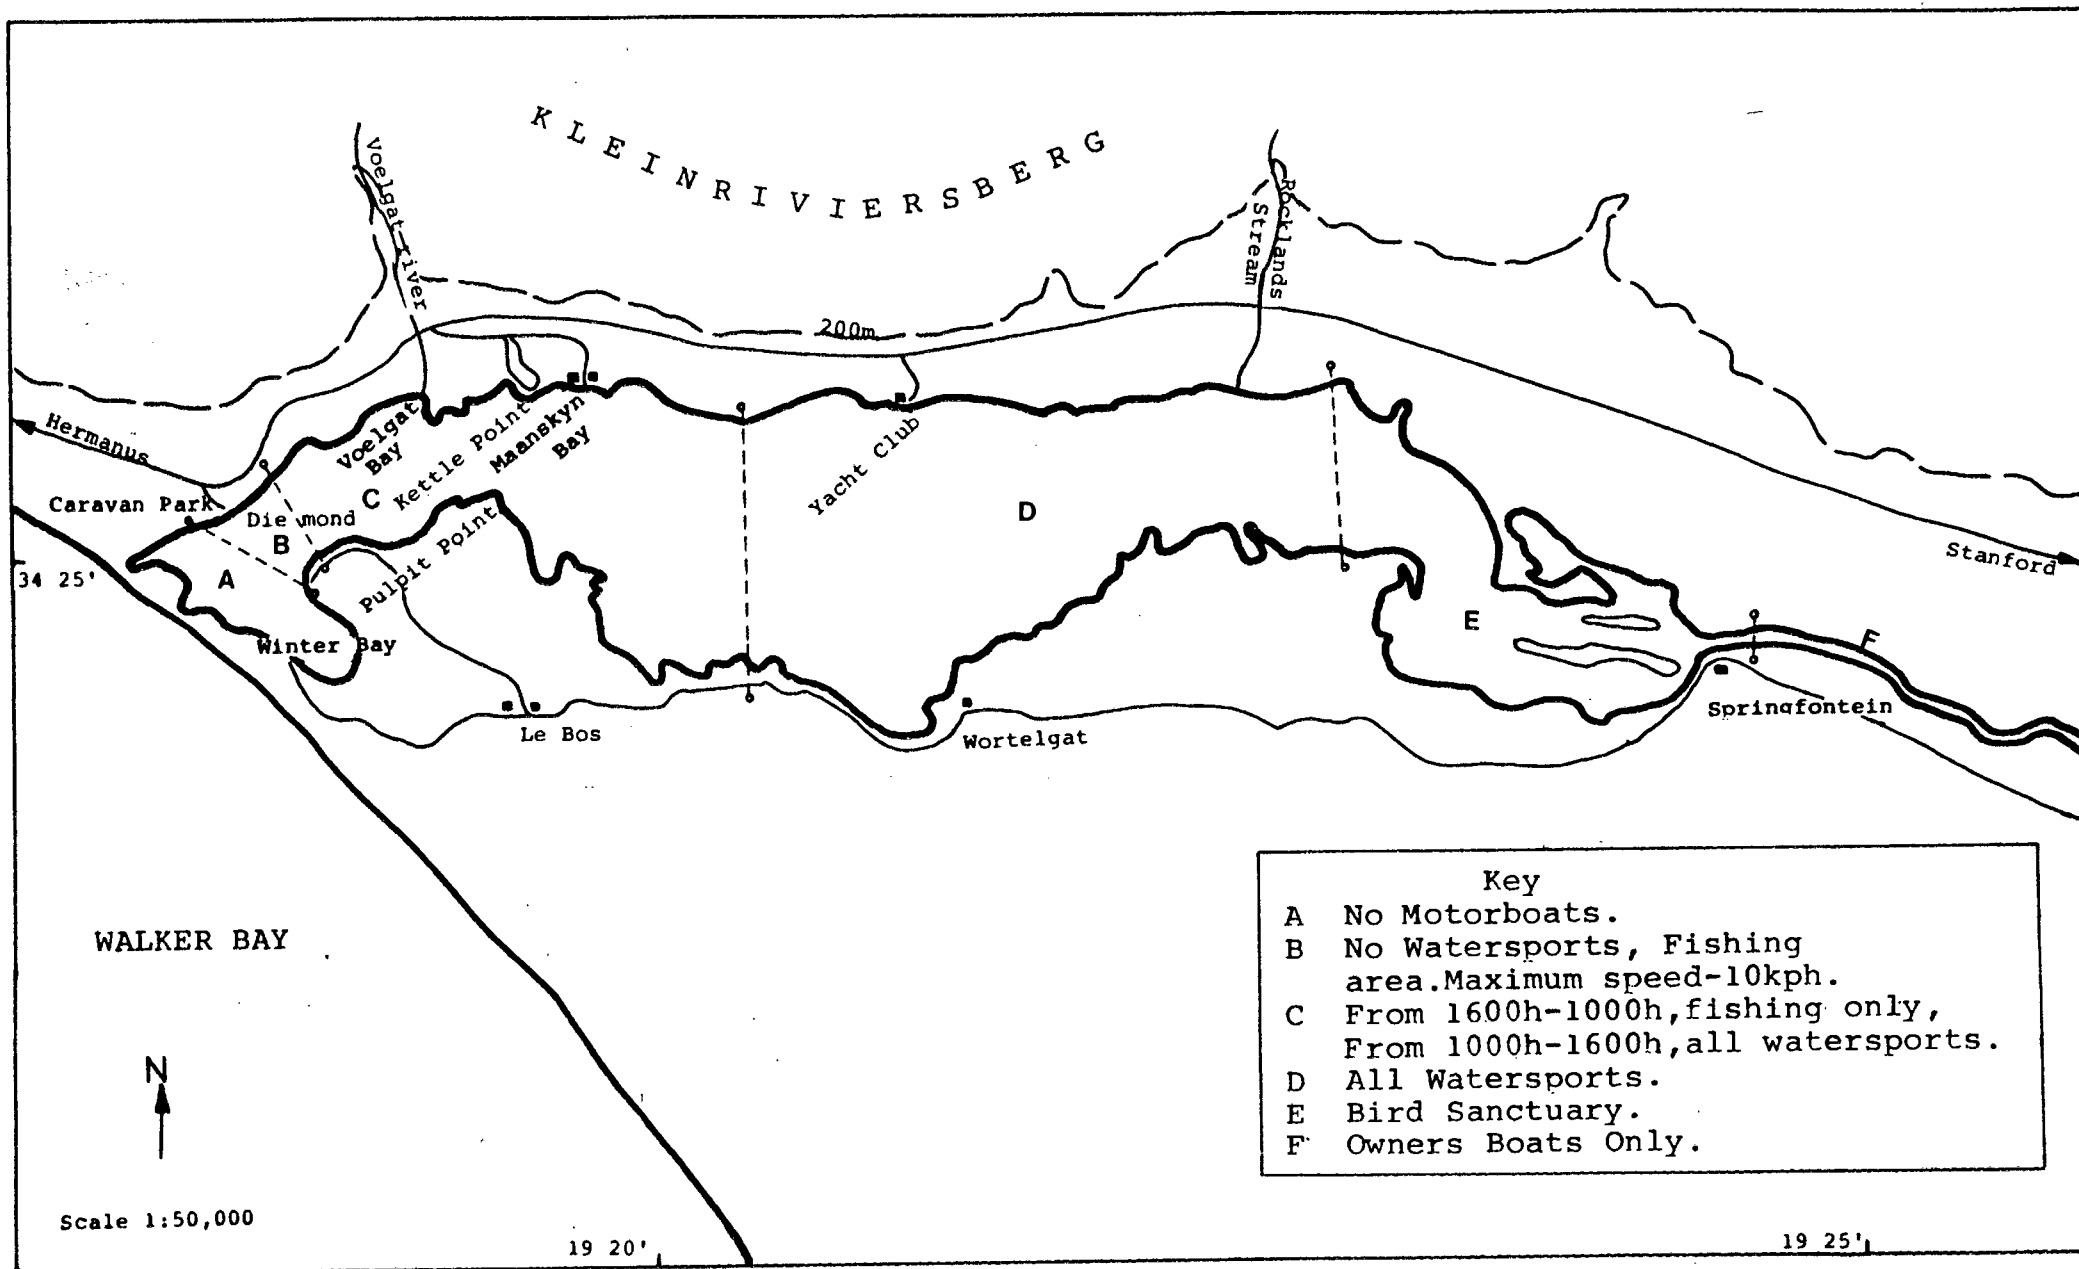 KLEINRIVIERSBERG
Voelgat river
Rocklands
Stream
200m
Hermanus
Voelgat
Bay
Kettle Point
Maanskyn
Bay
Yacht Club
Caravan Park
Die mond
C
B
D
A
34 25'
Pulpit Point
Winter Bay
E
F
Stanford
Le Bos
Wortelgat
Springfontein
WALKER BAY
N
Scale 1:50,000
19 20'
19 25'
Key
A No Motorboats.
B No Watersports, Fishing
area.Maximum speed-10kph.
C From 1600h-1000h,fishing only,
From 1000h-1600h,all watersports.
D All Watersports.
E Bird Sanctuary.
F Owners Boats Only.